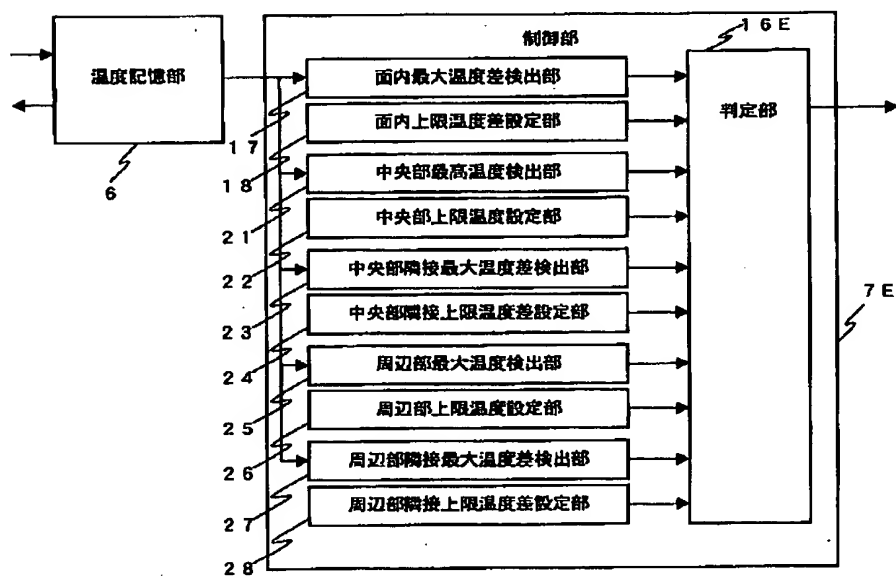 制御部
１６Ｅ
温度記憶部
６
面内最大温度差検出部
１７
面内上限温度差設定部
１８
中央部最高温度検出部
２１
中央部上限温度設定部
２２
中央部隣接最大温度差検出部
２３
中央部隣接上限温度差設定部
２４
周辺部最大温度検出部
２５
周辺部上限温度設定部
２６
周辺部隣接最大温度差検出部
２７
周辺部隣接上限温度差設定部
２８
判定部
７Ｅ